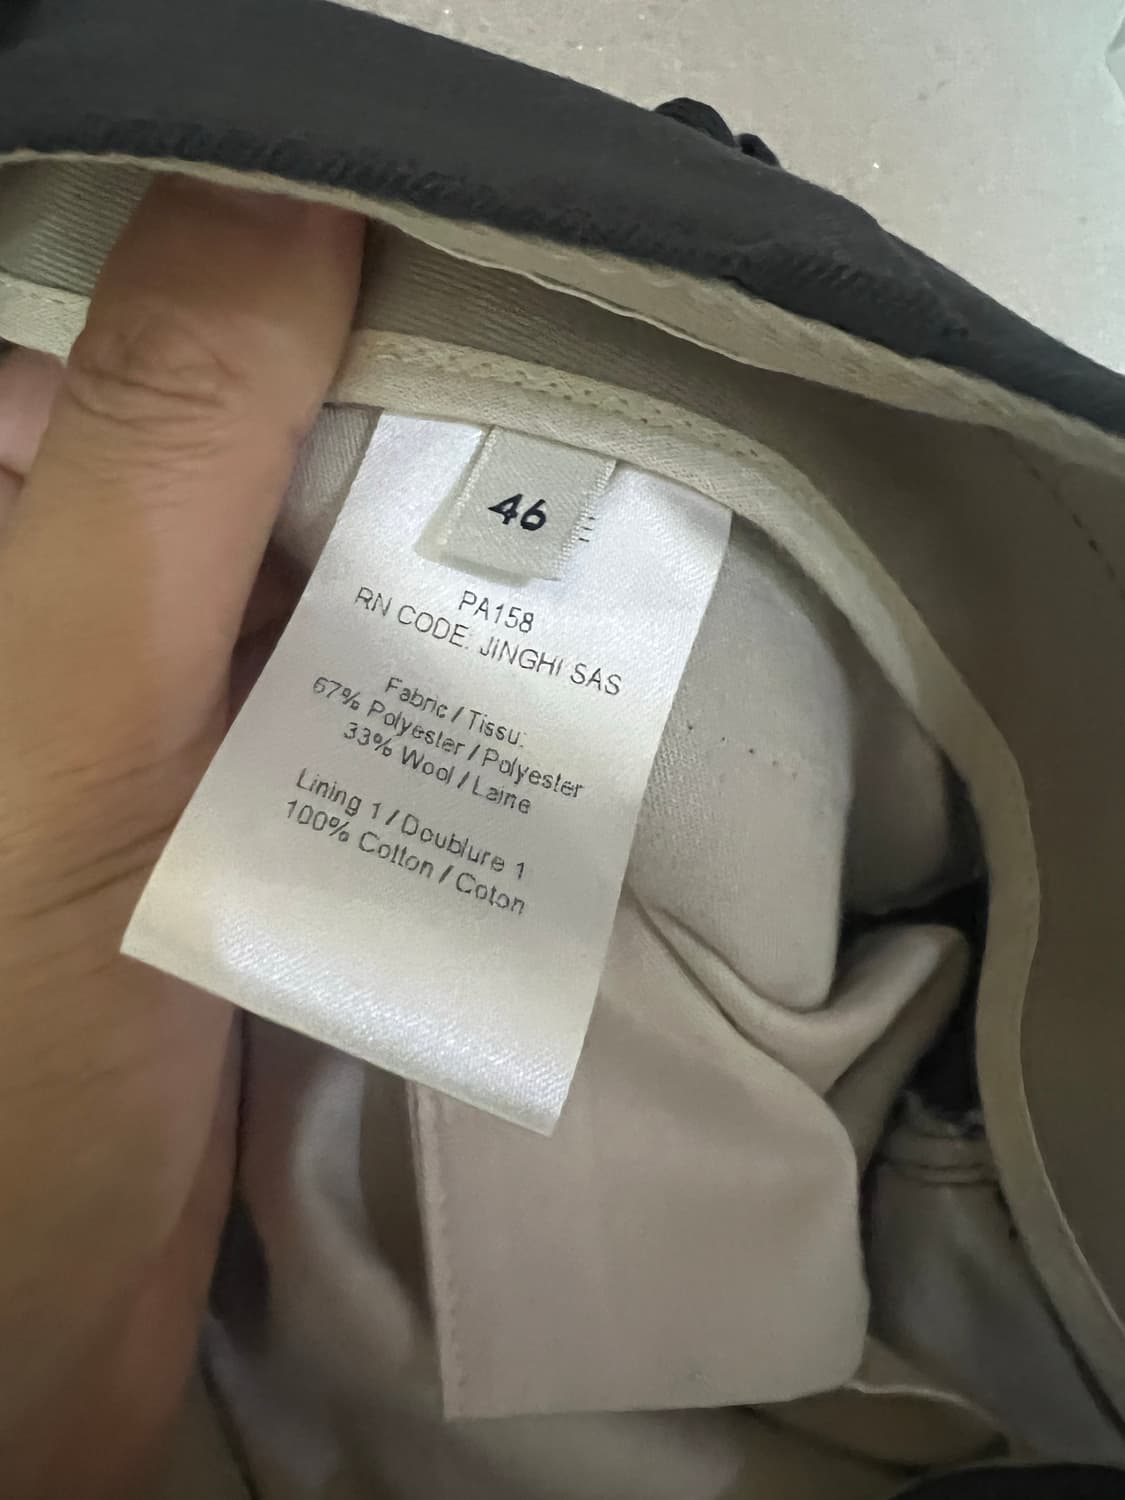 46
PA158
RN CODE: JINGHI SAS
Fabric / Tissu:
67% Polyester / Polyester
33% Wool / Laine
Lining 1 / Doublure 1
100% Cotton / Coton